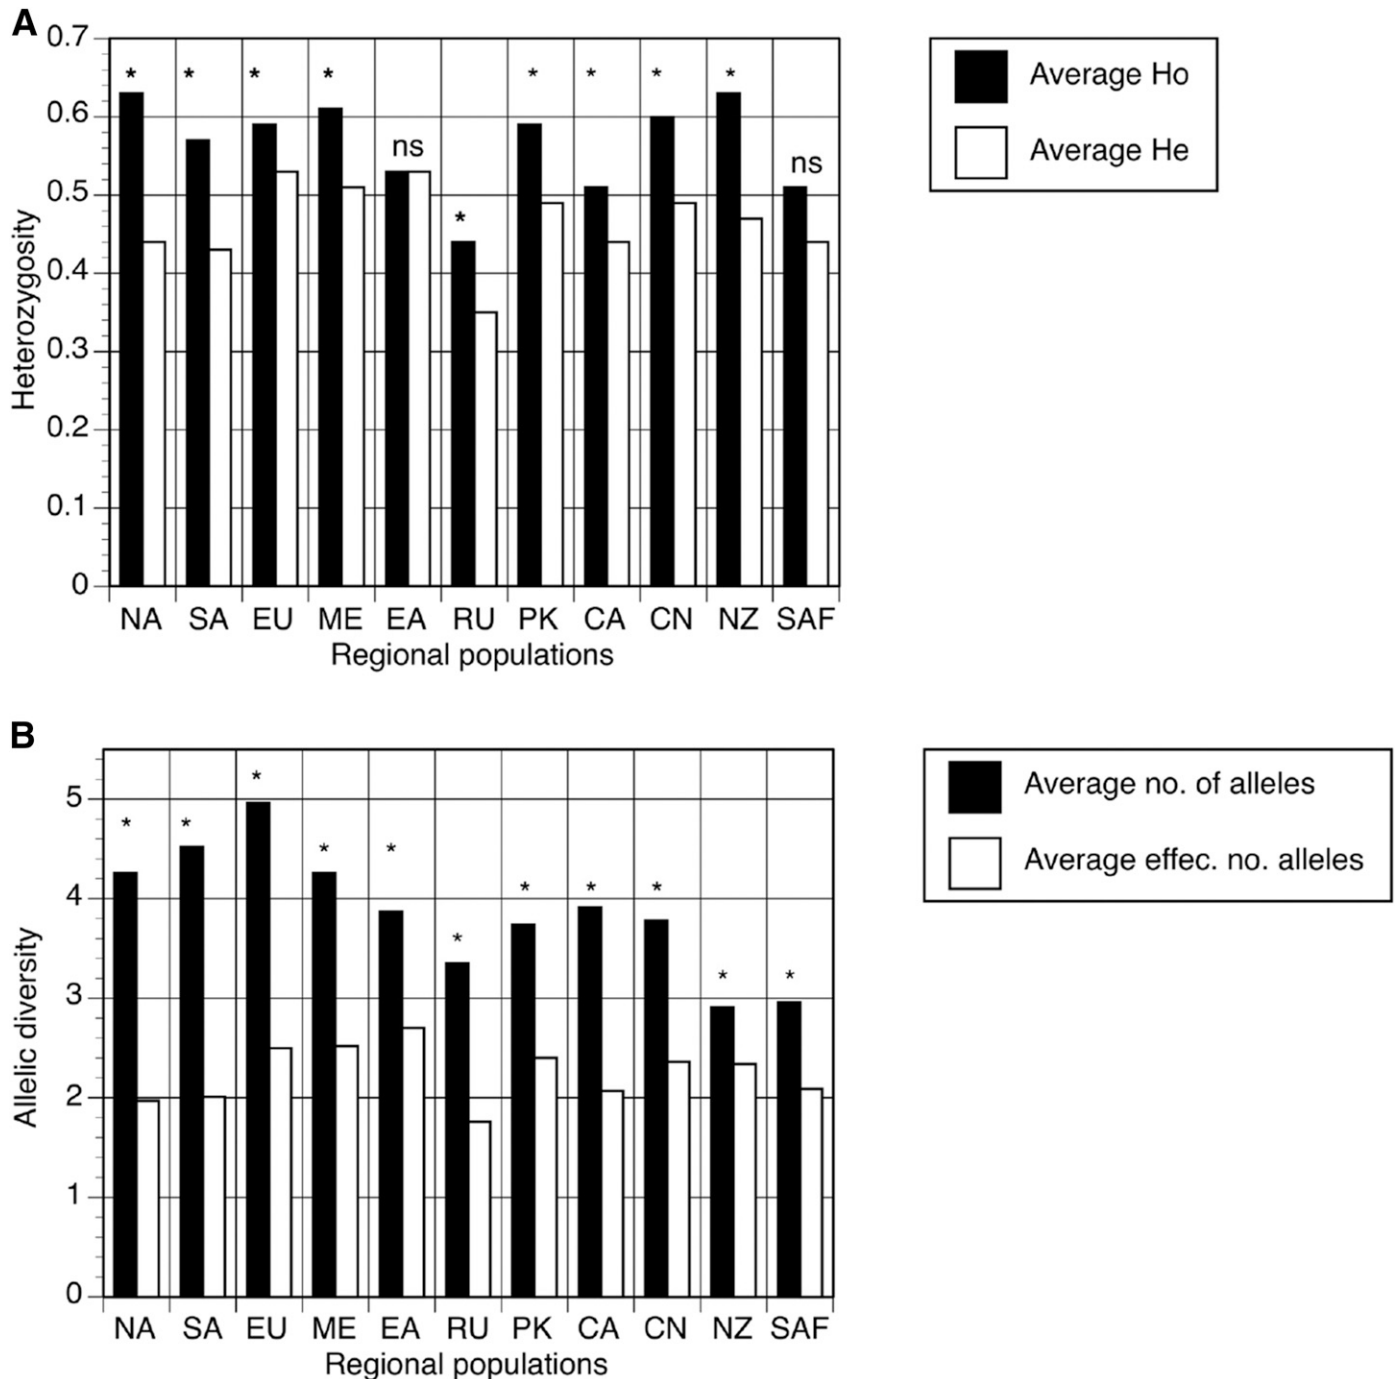 A
0.7
0.6
0.5
0.4
0.3
0.2
0.1
0
Heterozygosity
* * * * ns * * * * * ns
NA SA EU ME EA RU PK CA CN NZ SAF
Regional populations
Average Ho
Average He
B
5
4
3
2
1
0
Allelic diversity
* * * * * * * * * * *
NA SA EU ME EA RU PK CA CN NZ SAF
Regional populations
Average no. of alleles
Average effec. no. alleles